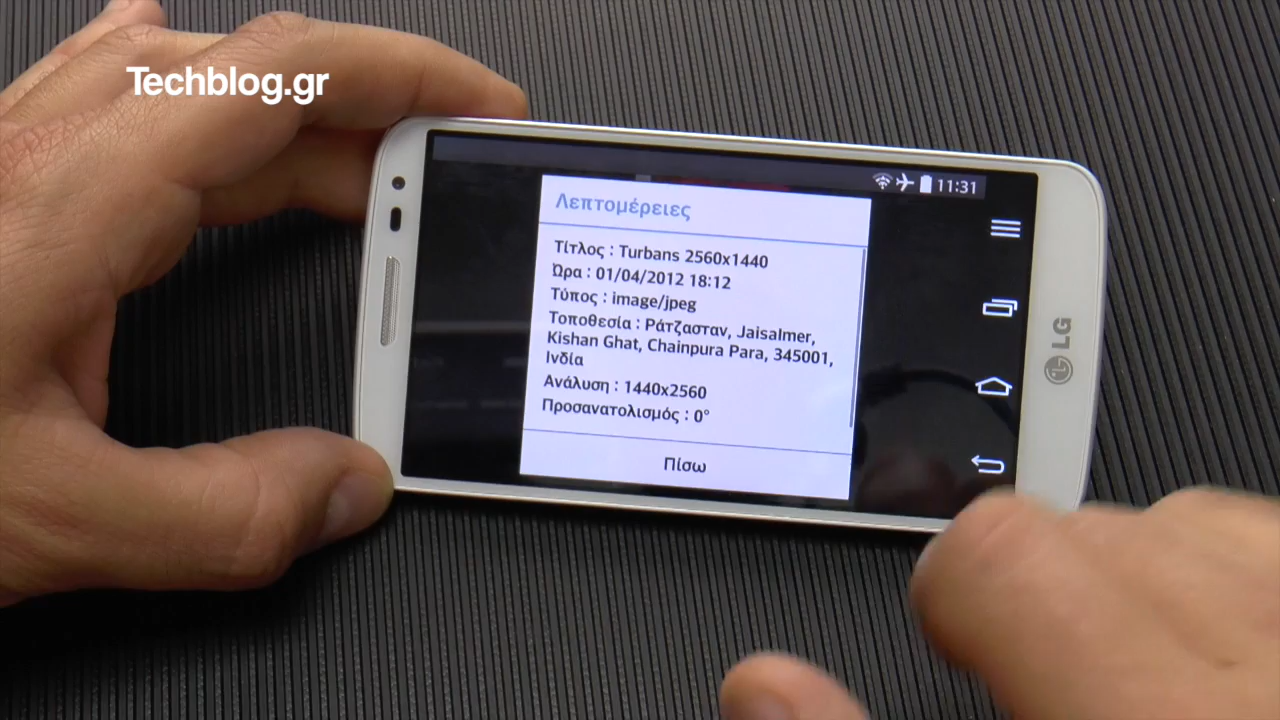 Techblog.gr
11:31
Λεπτομέρειες
Τίτλος : Turbans 2560x1440
Ώρα : 01/04/2012 18:12
Τύπος : image/jpeg
Τοποθεσία : Ράτζασταν, Jaisalmer,
Kishan Ghat, Chainpura Para, 345001,
Ινδία
Ανάλυση : 1440x2560
Προσανατολισμός : 0°
Πίσω
LG